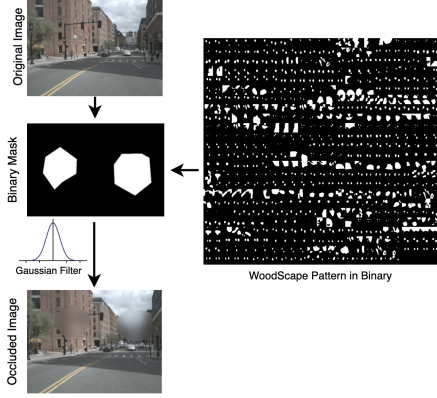 Original Image
Binary Mask
WoodScape Pattern in Binary
Gaussian Filter
Occluded Image